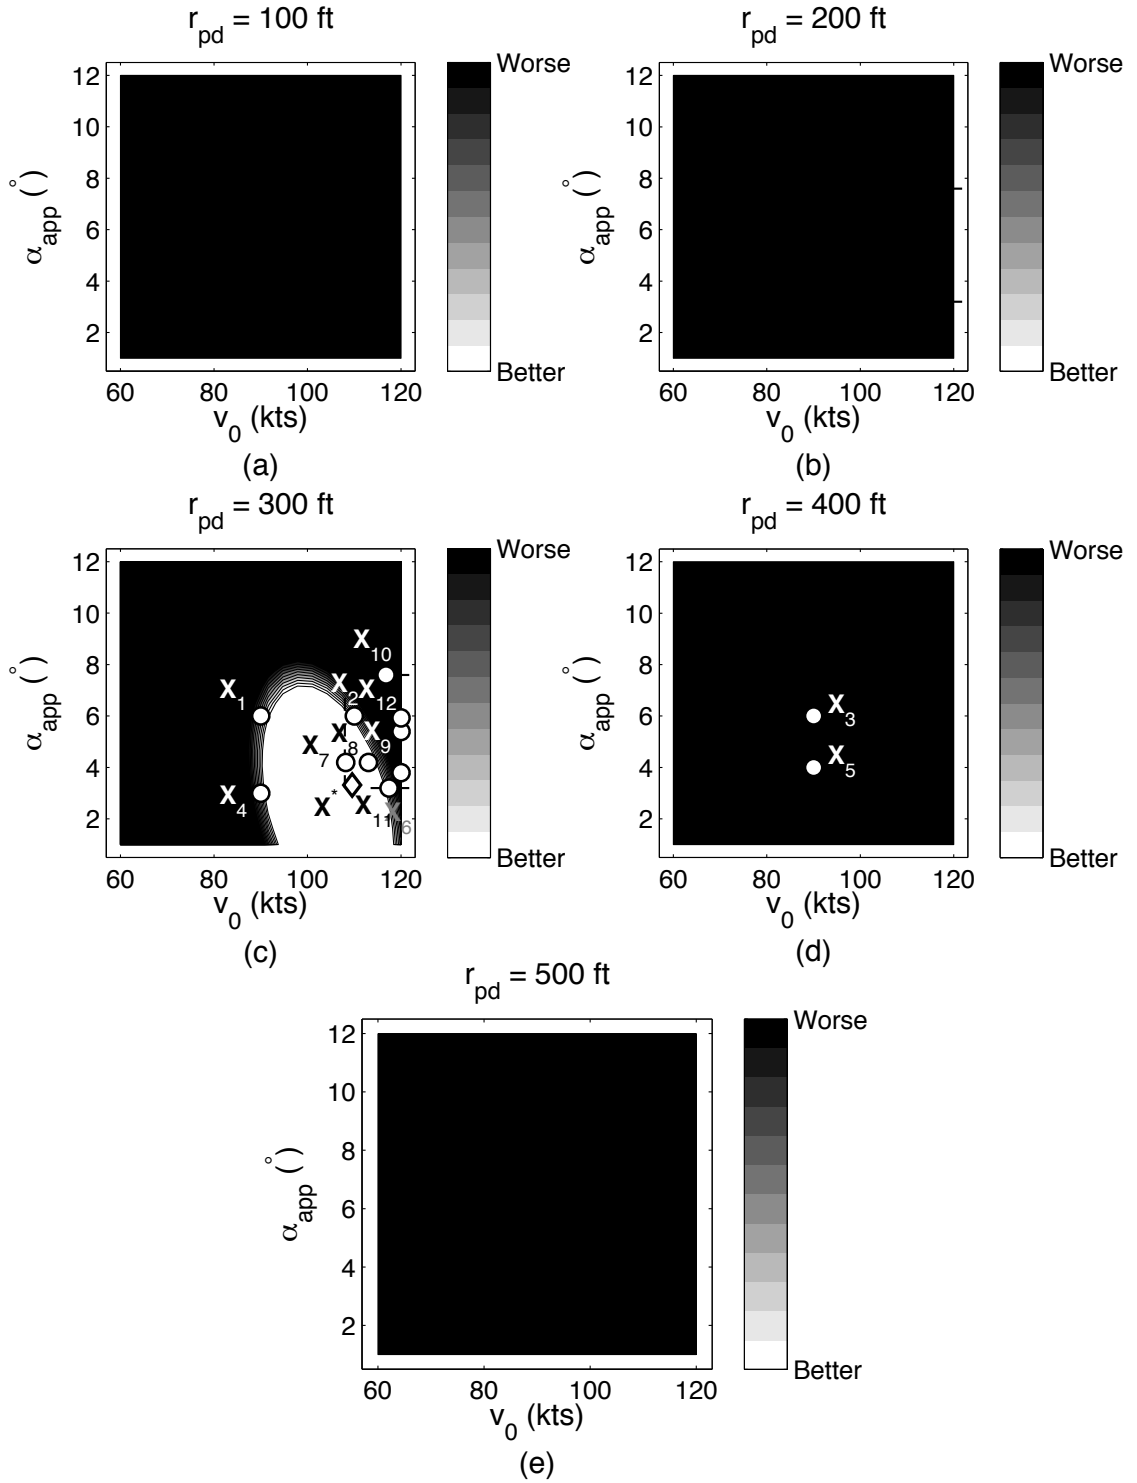 r_pd = 100 ft
r_pd = 200 ft
12
10
8
6
4
2
α_app (°)
60 80 100 120
v_0 (kts)
Worse
Better
(a)
12
10
8
6
4
2
α_app (°)
60 80 100 120
v_0 (kts)
Worse
Better
(b)
r_pd = 300 ft
r_pd = 400 ft
12
10
8
6
4
2
α_app (°)
X_10
X_1
X_2
X_12
X_8
X_9
X_7
X_4
X_*
X_11
X_6
60 80 100 120
v_0 (kts)
Worse
Better
(c)
12
10
8
6
4
2
α_app (°)
X_3
X_5
60 80 100 120
v_0 (kts)
Worse
Better
(d)
r_pd = 500 ft
12
10
8
6
4
2
α_app (°)
60 80 100 120
v_0 (kts)
Worse
Better
(e)